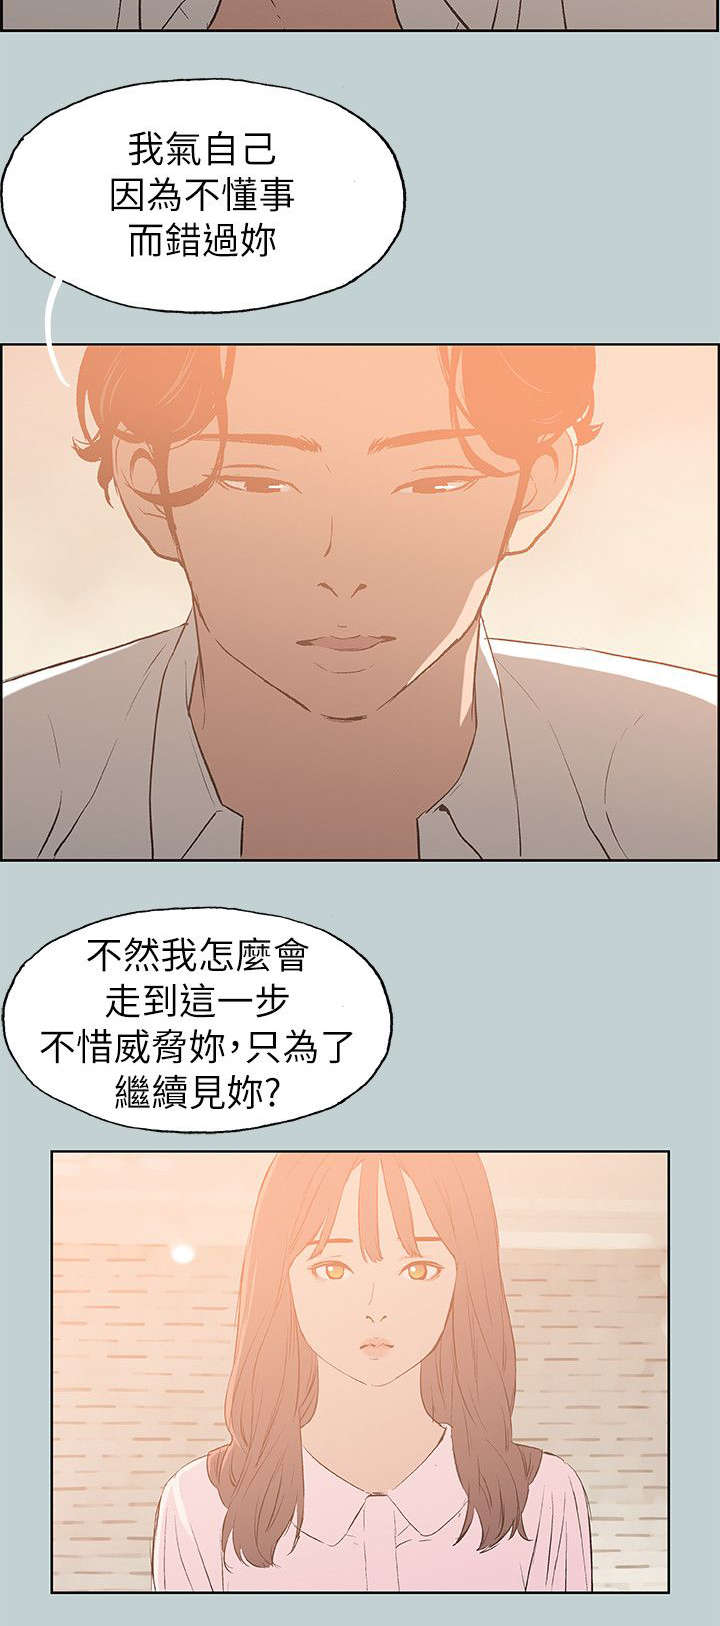 我氣自己
因為不懂事
而錯過妳
不然我怎麼會
走到這一步
不惜威脅妳，只為了
繼續見妳?